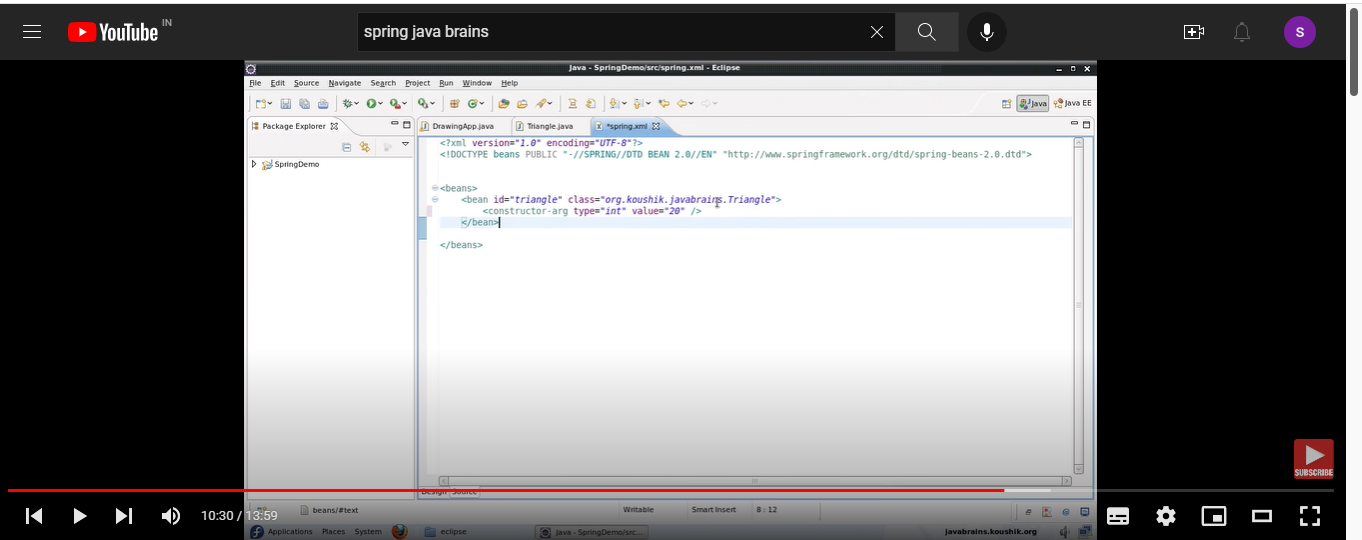 YouTube IN
spring java brains
S
Java - SpringDemo/src/spring.xml - Eclipse
File Edit Source Navigate Search Project Run Window Help
Java Java EE
Package Explorer
DrawingApp.java Triangle.java *spring.xml
SpringDemo
<?xml version="1.0" encoding="UTF-8"?>
<!DOCTYPE beans PUBLIC "-//SPRING//DTD BEAN 2.0//EN" "http://www.springframework.org/dtd/spring-beans-2.0.dtd">
<beans>
<bean id="triangle" class="org.koushik.javabrains.Triangle">
<constructor-arg type="int" value="20" />
</bean>
</beans>
SUBSCRIBE
Design Source
beans/#text Writable Smart Insert 8 : 12
10:30 / 13:59
Applications Places System eclipse Java - SpringDemo/src... javabrains.koushik.org